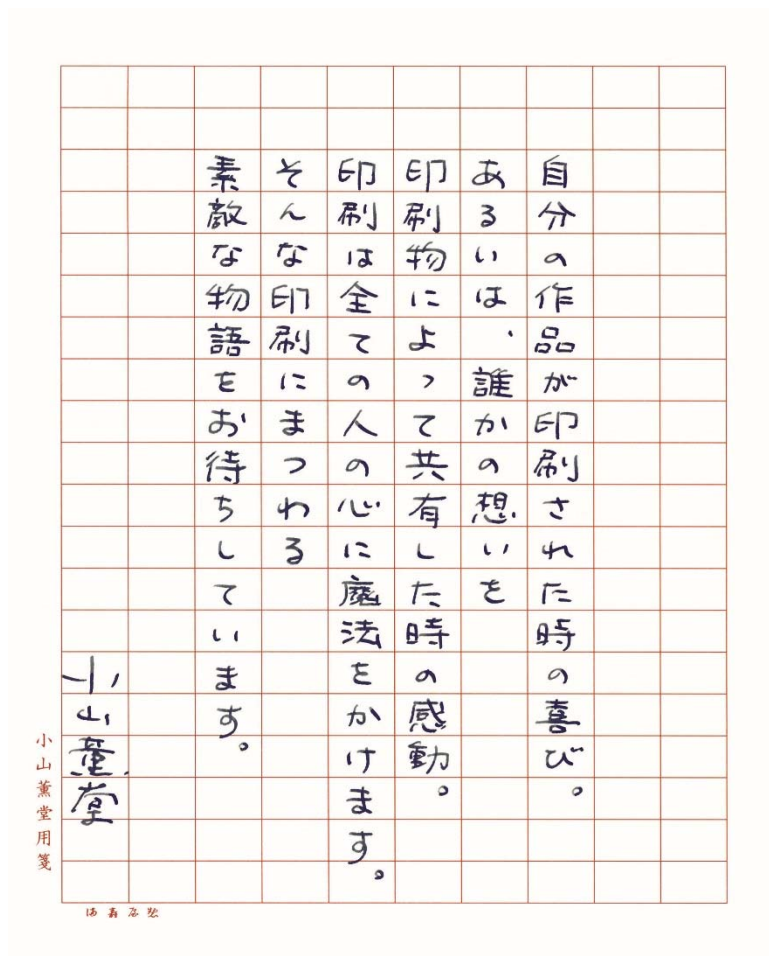 自分の作品が印刷された時の喜び。
あるいは、誰かの想いを
印刷物によって共有した時の感動。
印刷は全ての人の心に魔法をかけます。
そんな印刷にまつわる
素敵な物語をお待ちしています。
小山薫堂
小山薫堂用箋